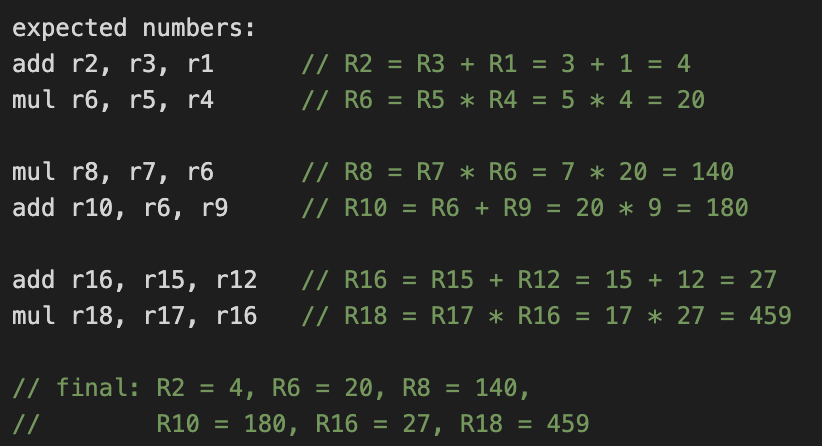 expected numbers:
add r2, r3, r1 // R2 = R3 + R1 = 3 + 1 = 4
mul r6, r5, r4 // R6 = R5 * R4 = 5 * 4 = 20
mul r8, r7, r6 // R8 = R7 * R6 = 7 * 20 = 140
add r10, r6, r9 // R10 = R6 + R9 = 20 * 9 = 180
add r16, r15, r12 // R16 = R15 + R12 = 15 + 12 = 27
mul r18, r17, r16 // R18 = R17 * R16 = 17 * 27 = 459
// final: R2 = 4, R6 = 20, R8 = 140,
// R10 = 180, R16 = 27, R18 = 459